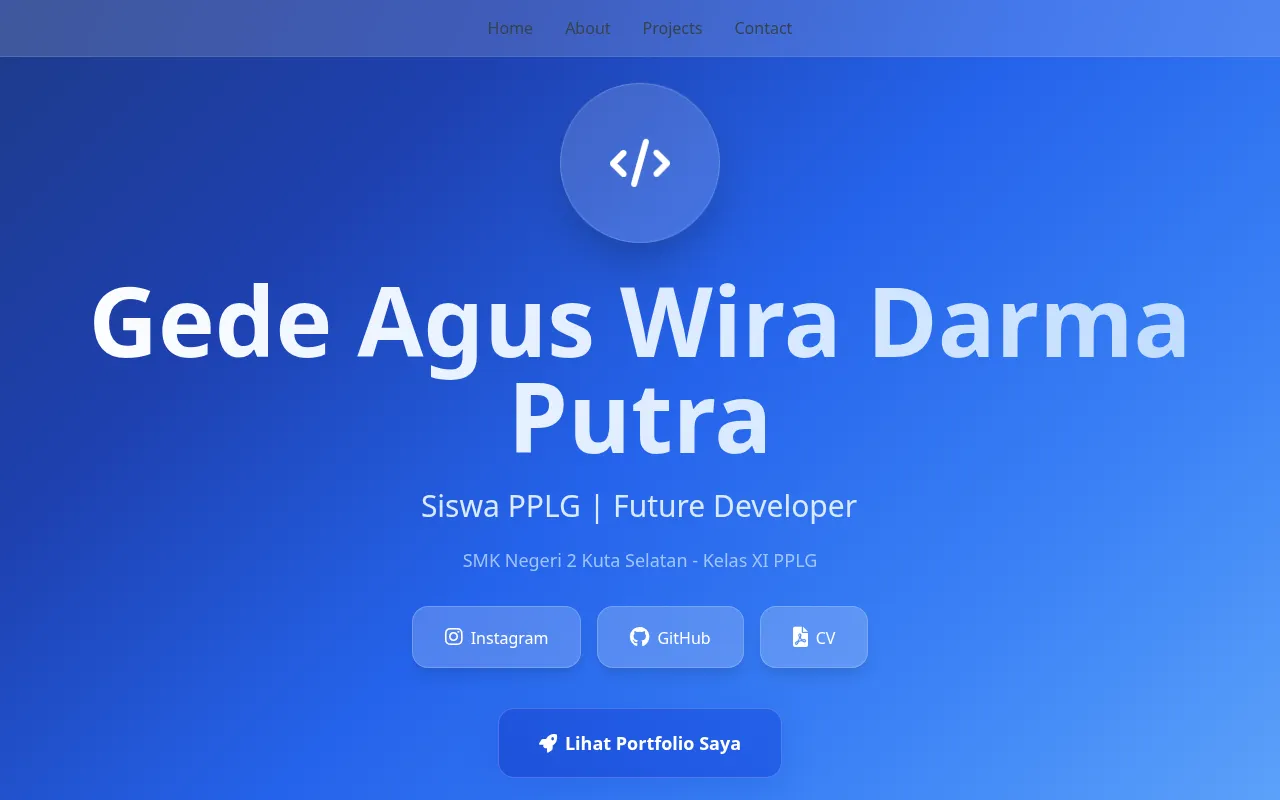 Home About Projects Contact
Gede Agus Wira Darma
Putra
Siswa PPLG | Future Developer
SMK Negeri 2 Kuta Selatan - Kelas XI PPLG
Instagram GitHub CV
Lihat Portfolio Saya